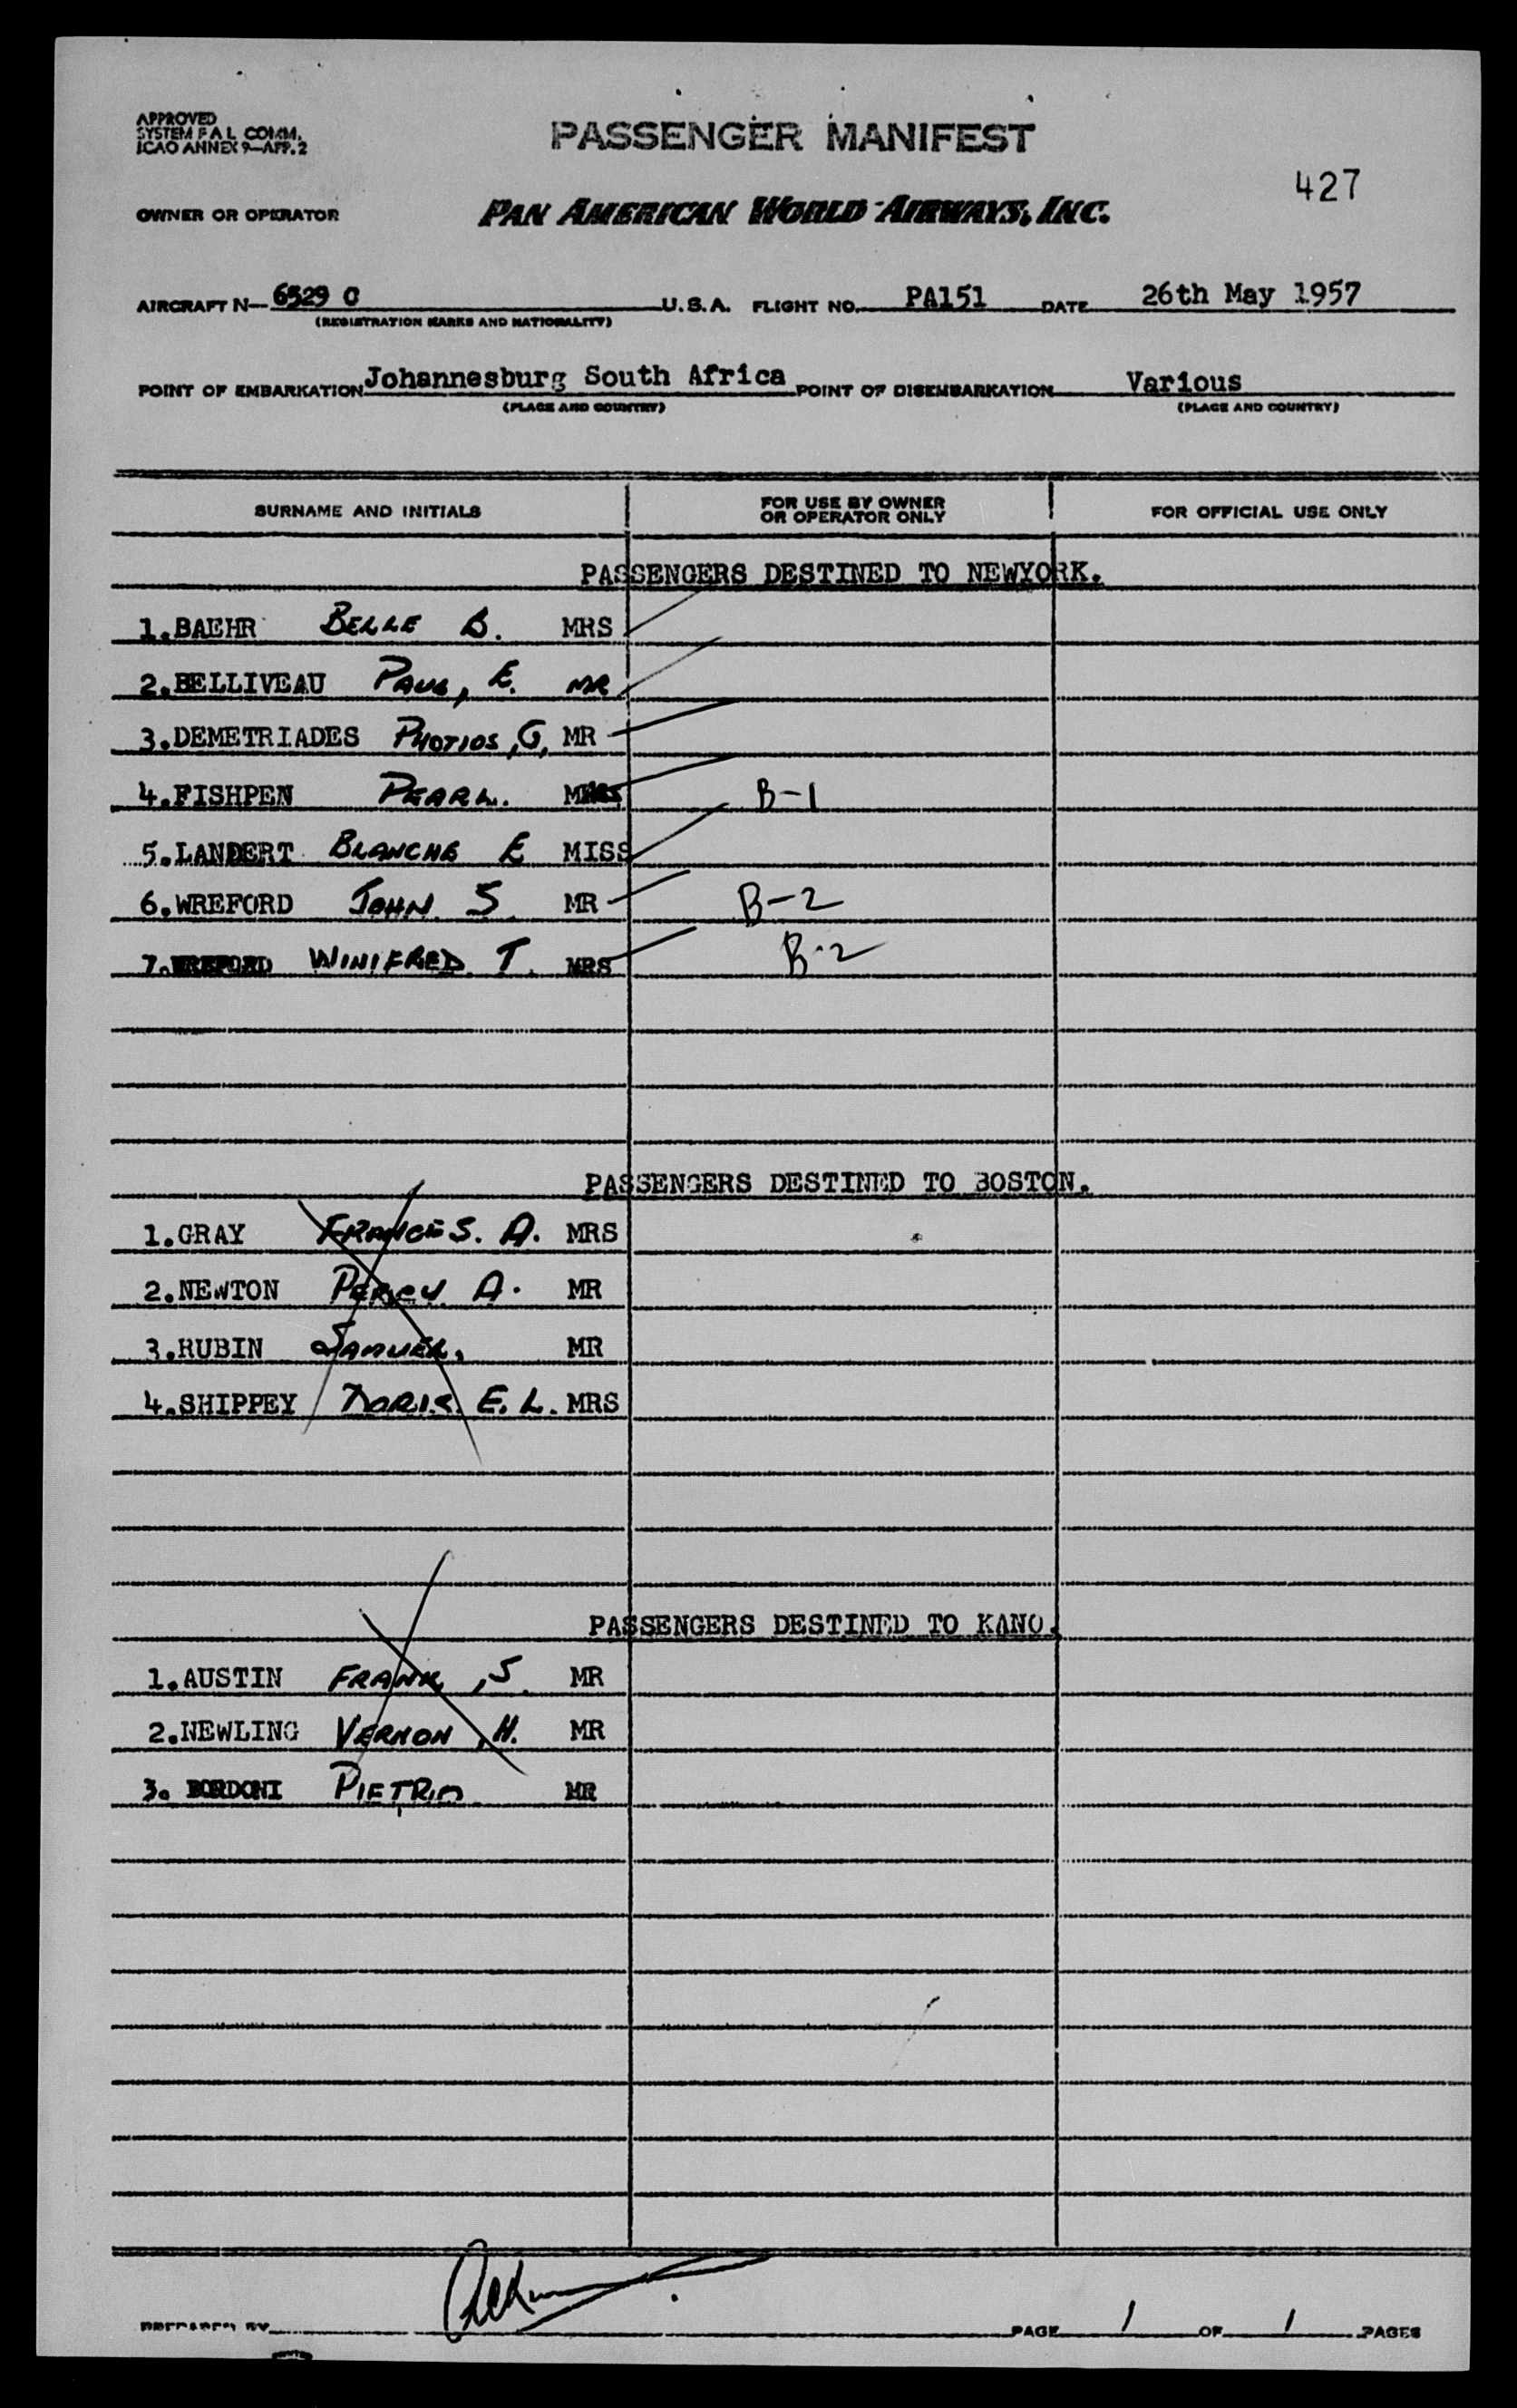 APPROVED
SYSTEM F A L COMM.
ICAO ANNEX 9—APP. 2
PASSENGER MANIFEST
427
OWNER OR OPERATOR PAN AMERICAN WORLD AIRWAYS, INC.
AIRCRAFT N— 6529 C U.S.A. FLIGHT NO. PA151 DATE 26th May 1957
(REGISTRATION MARKS AND NATIONALITY)
POINT OF EMBARKATION Johannesburg South Africa POINT OF DISEMBARKATION Various
(PLACE AND COUNTRY) (PLACE AND COUNTRY)
SURNAME AND INITIALS FOR USE BY OWNER OR OPERATOR ONLY FOR OFFICIAL USE ONLY
PASSENGERS DESTINED TO NEWYORK.
1.BAEHR BELLE B. MRS
2.BELLIVEAU PAUL, E. MR
3.DEMETRIADES PHOTIOS, G, MR
4.FISHPEN PEARL. B-1
5.LANDERT BLANCHE E MISS
6.WREFORD JOHN S MR B-2
7.WREFORD WINIFRED T. MRS B-2
PASSENGERS DESTINED TO BOSTON.
1.GRAY FRANCES. A. MRS
2.NEWTON PERCY A. MR
3.RUBIN SAMUEL. MR
4.SHIPPEY DORIS. E. L. MRS
PASSENGERS DESTINED TO KANO.
1.AUSTIN FRANK, S. MR
2.NEWLING VERNON, H. MR
3. BORDONI PIETRO MR
PREPARED BY PAGE 1 OF 1 PAGES